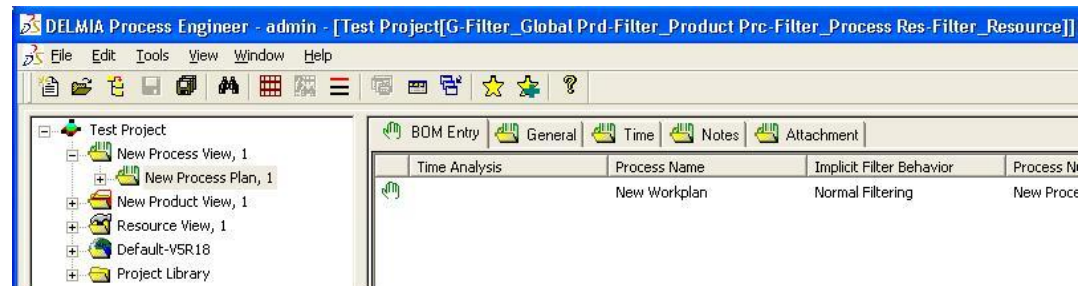 DELMIA Process Engineer - admin - [Test Project[G-Filter_Global Prd-Filter_Product Prc-Filter_Process Res-Filter_Resource]]
File Edit Tools View Window Help
Test Project
New Process View, 1
New Process Plan, 1
New Product View, 1
Resource View, 1
Default-V5R18
Project Library
BOM Entry General Time Notes Attachment
Time Analysis Process Name Implicit Filter Behavior Process N
New Workplan Normal Filtering New Proce